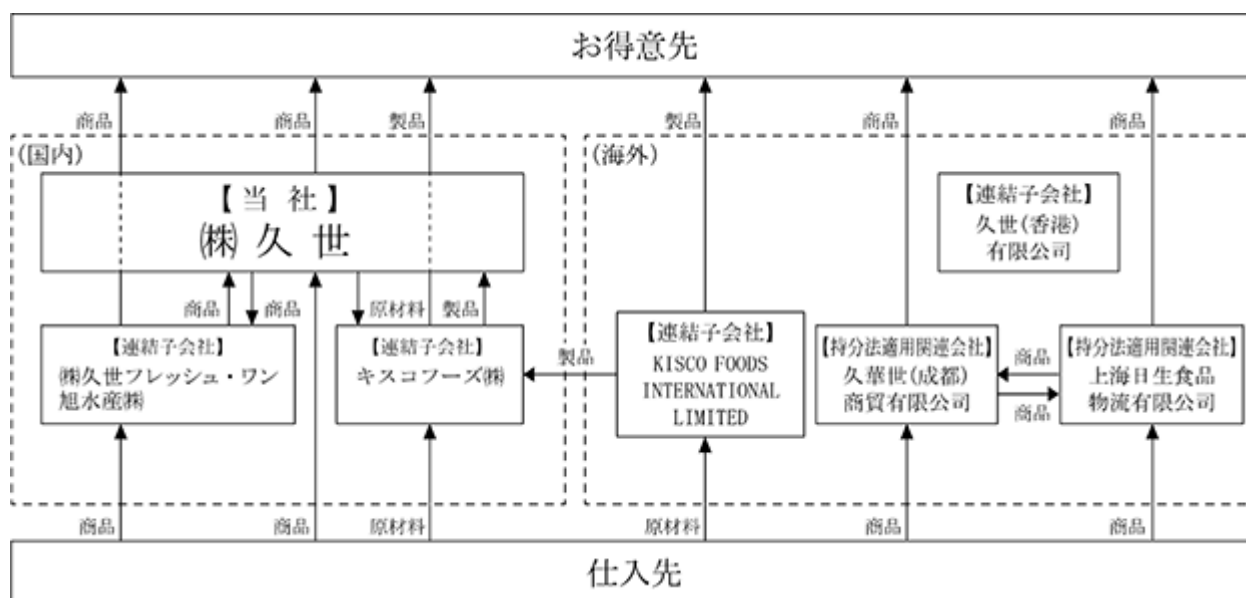 お得意先
商品
商品
製品
製品
商品
商品
(国内)
(海外)
【当 社】
㈱久 世
【連結子会社】
久世(香港)
有限公司
商品
商品
原材料
製品
【連結子会社】
㈱久世フレッシュ・ワン
旭水産㈱
【連結子会社】
キスコフーズ㈱
製品
【連結子会社】
KISCO FOODS
INTERNATIONAL
LIMITED
【持分法適用関連会社】
久華世(成都)
商貿有限公司
商品
商品
【持分法適用関連会社】
上海日生食品
物流有限公司
商品
商品
原材料
原材料
商品
商品
仕入先